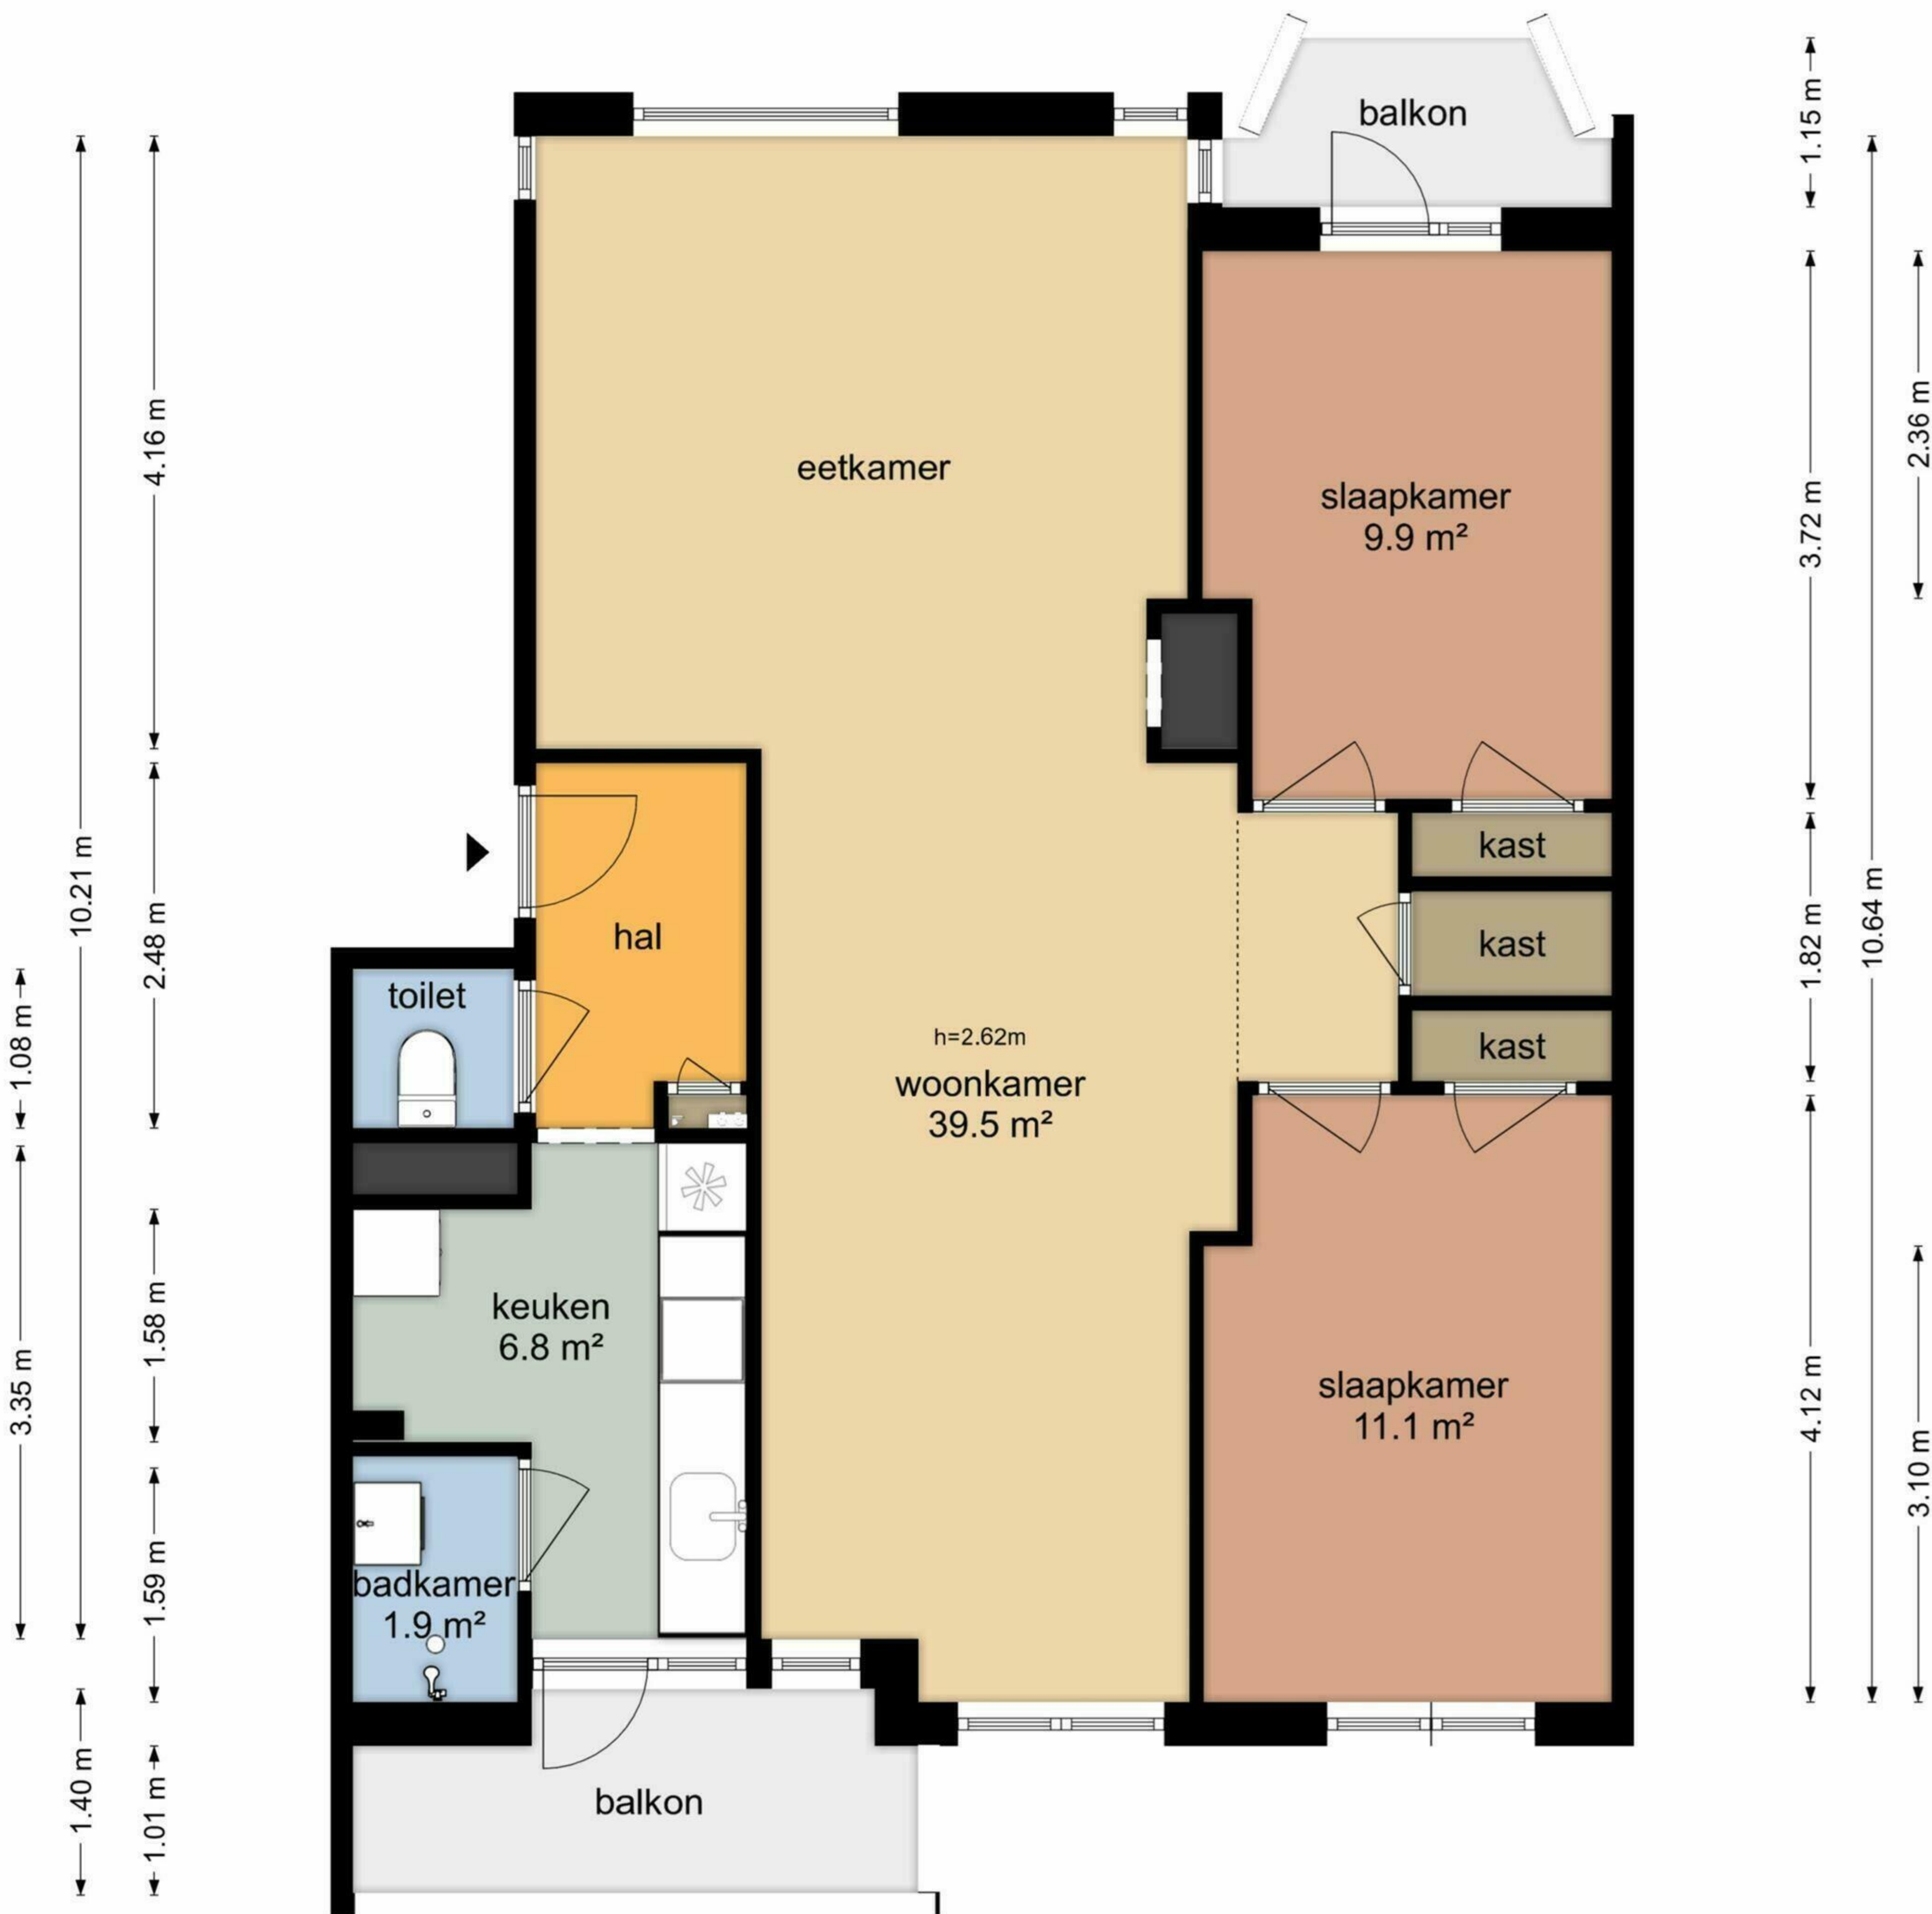 balkon
1.15 m
eetkamer
4.16 m
slaapkamer
9.9 m²
2.36 m
3.72 m
kast
10.21 m
10.64 m
hal
2.48 m
kast
1.82 m
toilet
1.08 m
h=2.62m
woonkamer
39.5 m²
kast
keuken
6.8 m²
1.58 m
3.35 m
slaapkamer
11.1 m²
4.12 m
3.10 m
badkamer
1.9 m²
1.59 m
balkon
1.40 m
1.01 m